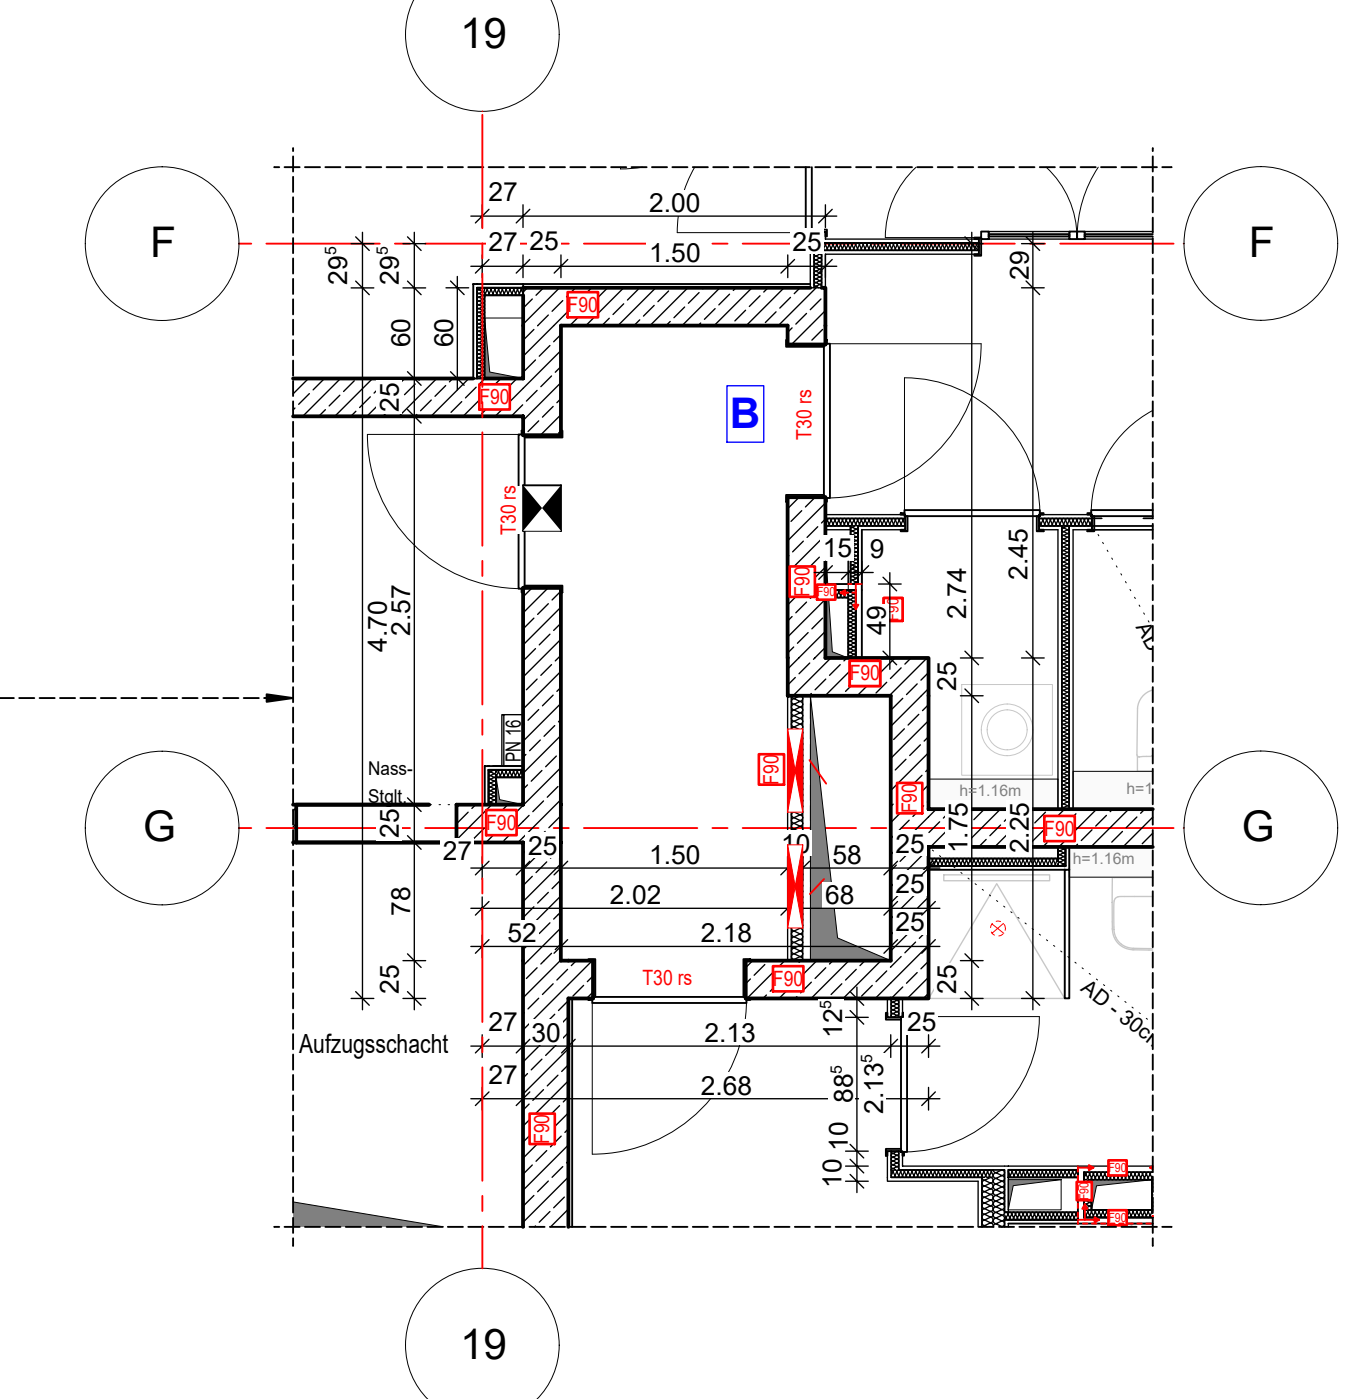 19
27
2.00
F
F
29⁵
29⁵
27
25
1.50
25
29
60
60
F90
25
F90
B
T30 rs
T30 rs
15
9
F90
F90
49
F90
2.74
2.45
4.70
2.57
F90
25
PN 16
Nass-
Stglt.
F90
F90
h=1.16m
h=1
G
G
25
F90
F90
27
25
1.50
10
58
25
1.75
2.25
h=1.16m
78
2.02
68
25
52
2.18
25
25
T30 rs
F90
25
AD - 30c
Aufzugsschacht
27
30
2.13
12⁵
25
27
2.68
88⁵
2.13⁵
F90
10
10
F90
F90
F90
19